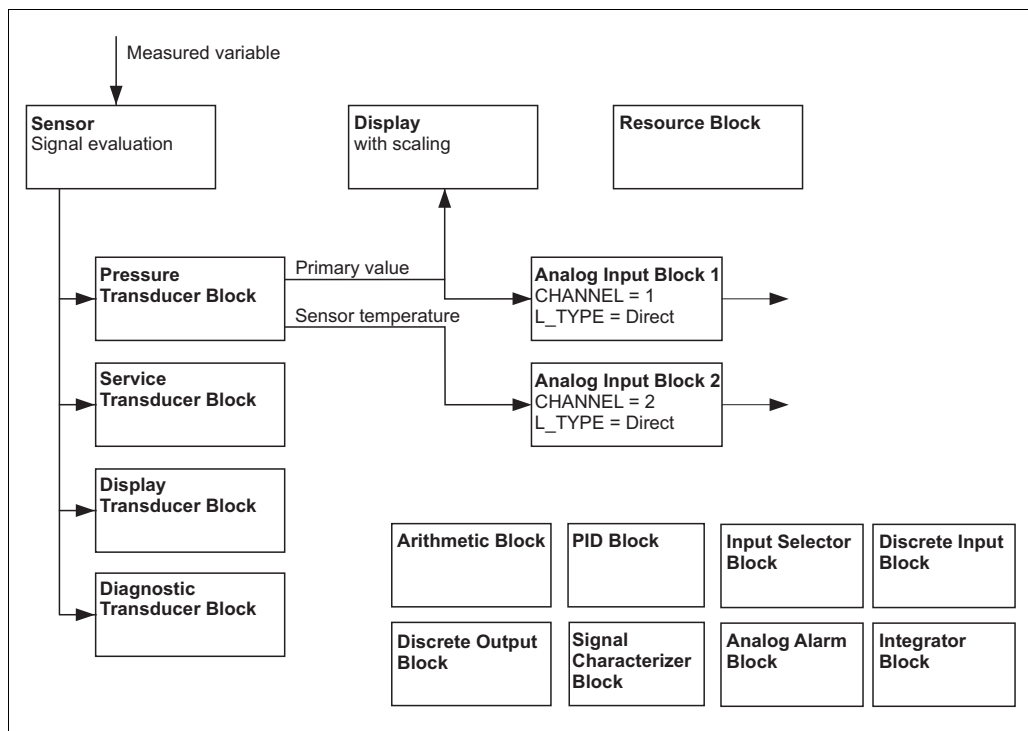 Measured variable
Sensor
Signal evaluation
Display
with scaling
Resource Block
Pressure
Transducer Block
Primary value
Sensor temperature
Analog Input Block 1
CHANNEL = 1
L_TYPE = Direct
Service
Transducer Block
Analog Input Block 2
CHANNEL = 2
L_TYPE = Direct
Display
Transducer Block
Diagnostic
Transducer Block
Arithmetic Block
PID Block
Input Selector
Block
Discrete Input
Block
Discrete Output
Block
Signal
Characterizer
Block
Analog Alarm
Block
Integrator
Block